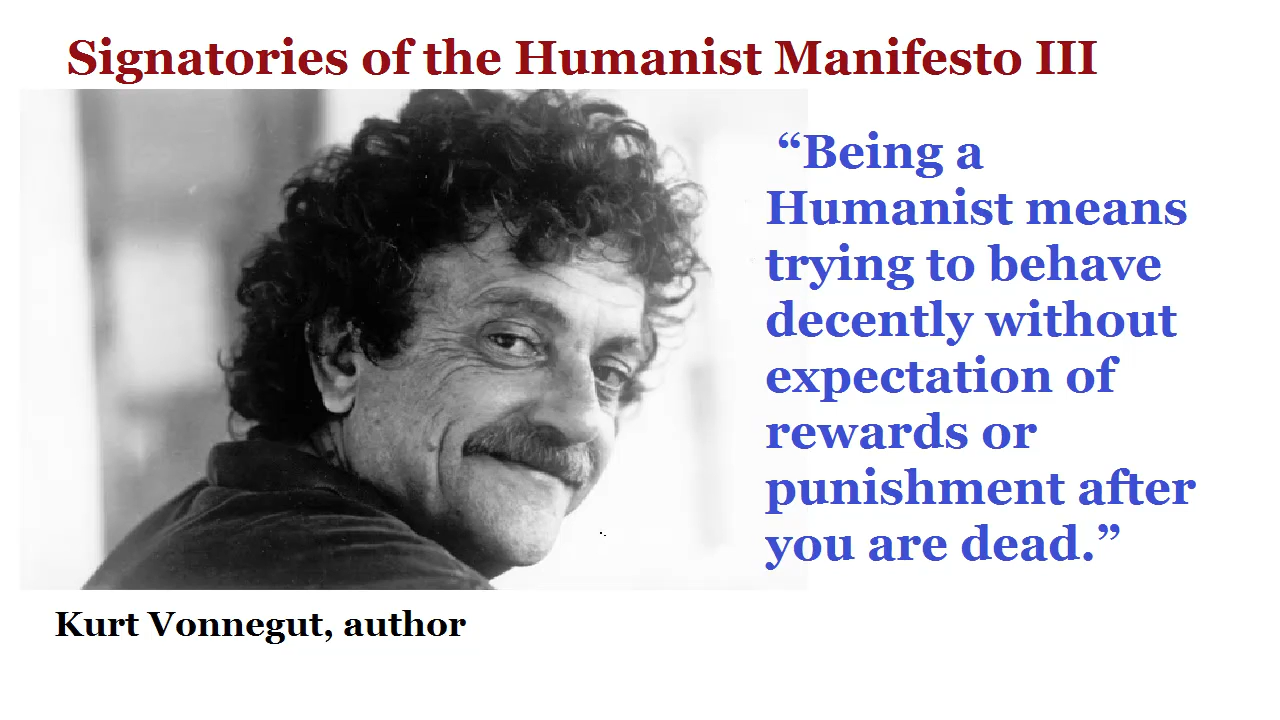 Signatories of the Humanist Manifesto III
“Being a
Humanist means
trying to behave
decently without
expectation of
rewards or
punishment after
you are dead.”
Kurt Vonnegut, author